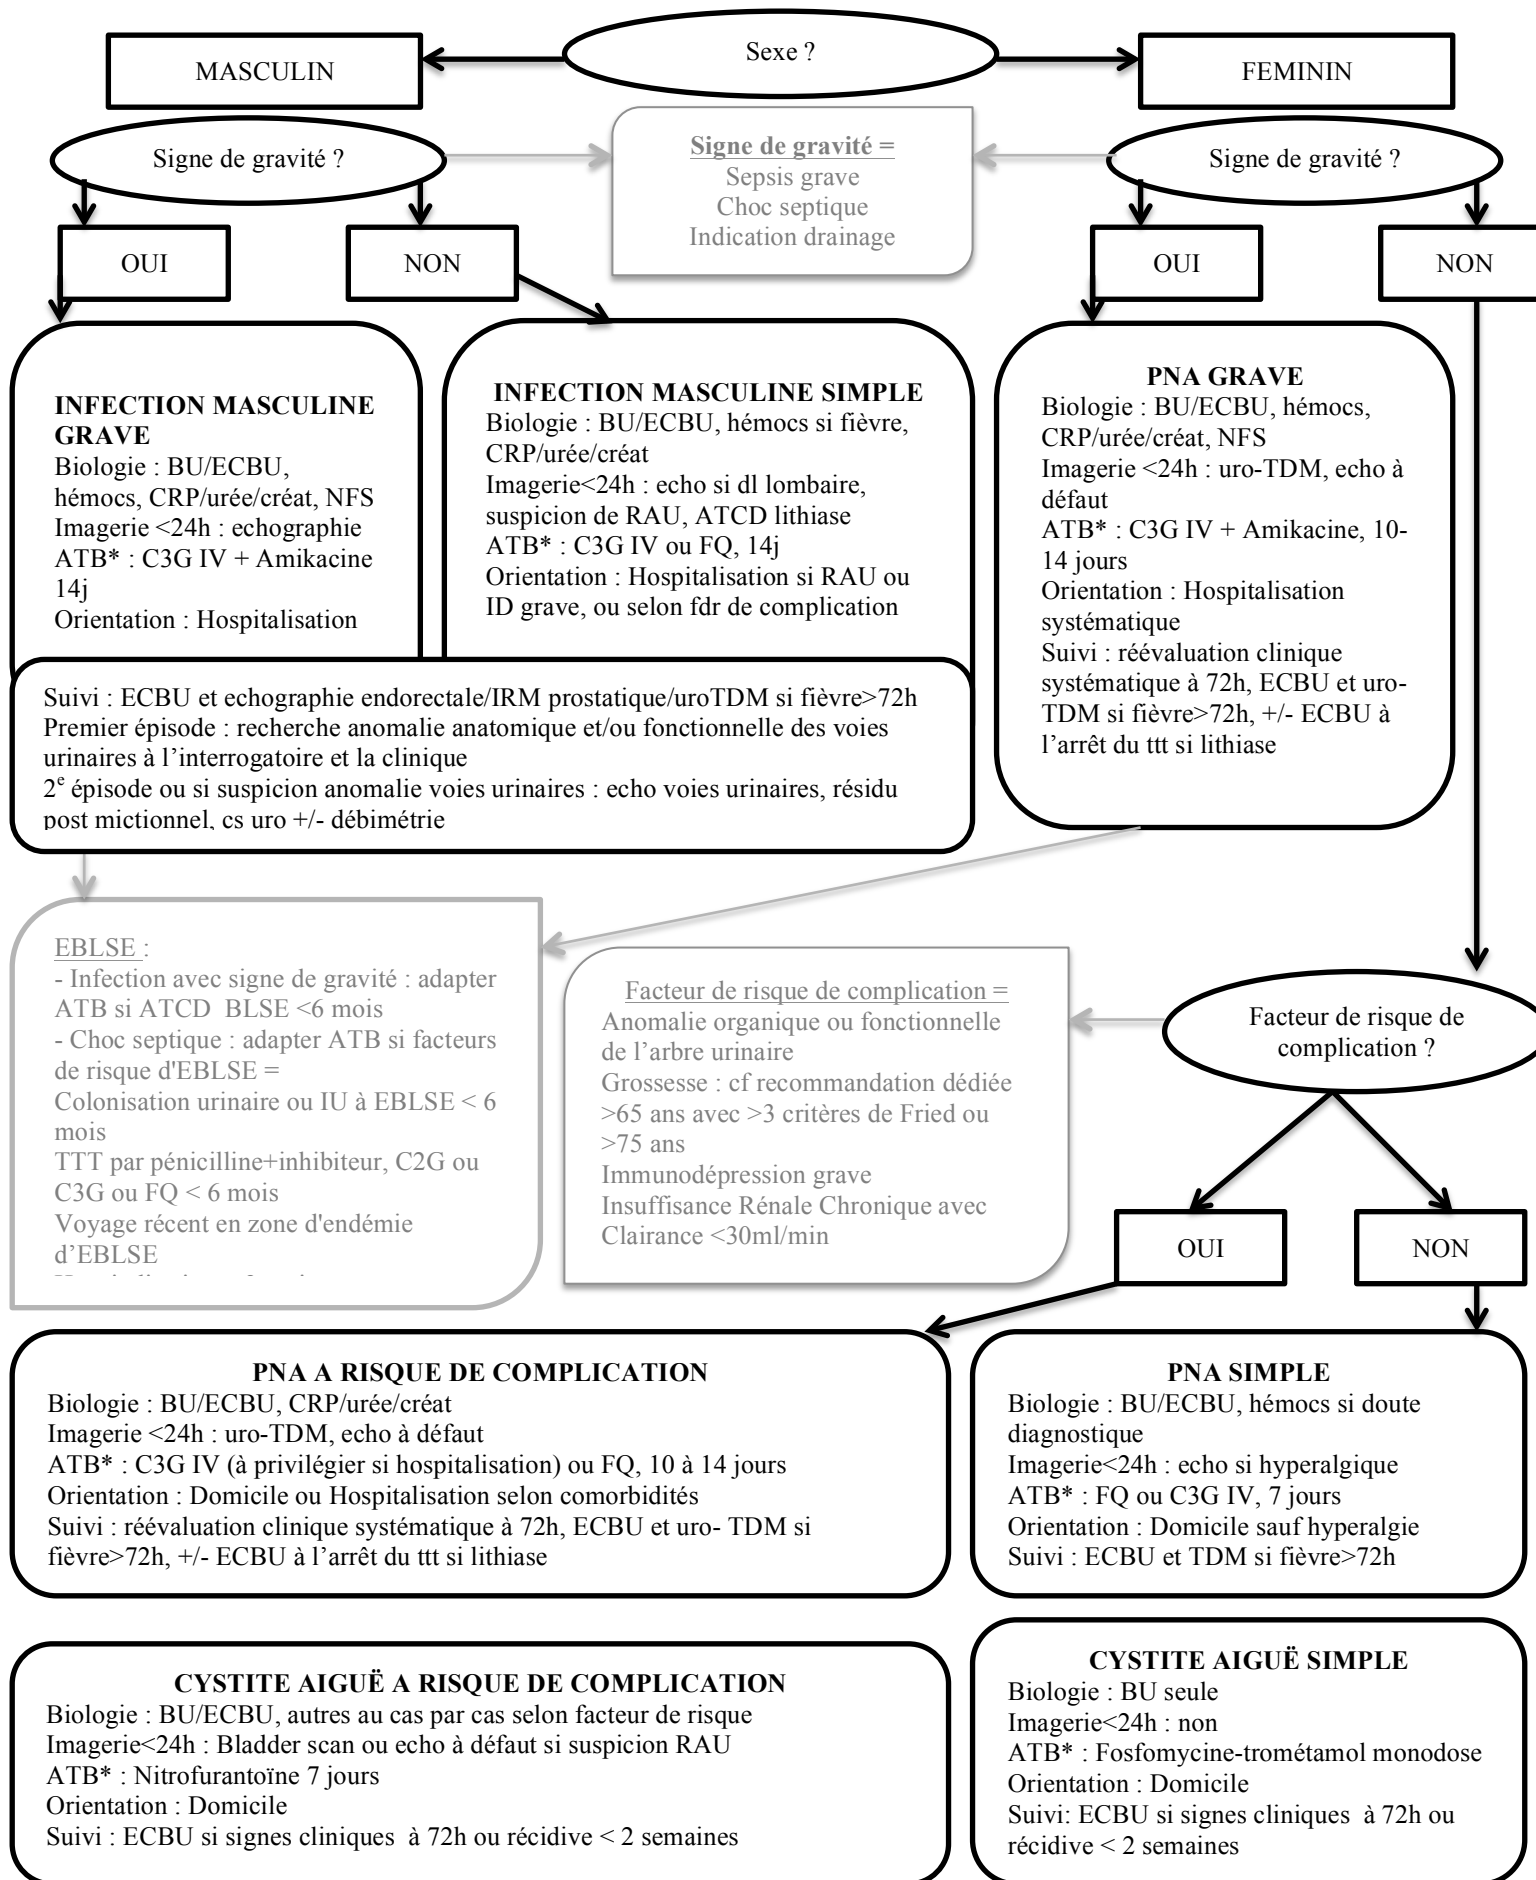 Sexe ?
MASCULIN
FEMININ
Signe de gravité ?
Signe de gravité =
Sepsis grave
Choc septique
Indication drainage
Signe de gravité ?
OUI
NON
OUI
NON
INFECTION MASCULINE
GRAVE
Biologie : BU/ECBU,
hémocs, CRP/urée/créat, NFS
Imagerie <24h : echographie
ATB* : C3G IV + Amikacine
14j
Orientation : Hospitalisation
INFECTION MASCULINE SIMPLE
Biologie : BU/ECBU, hémocs si fièvre,
CRP/urée/créat
Imagerie<24h : echo si dl lombaire,
suspicion de RAU, ATCD lithiase
ATB* : C3G IV ou FQ, 14j
Orientation : Hospitalisation si RAU ou
ID grave, ou selon fdr de complication
PNA GRAVE
Biologie : BU/ECBU, hémocs,
CRP/urée/créat, NFS
Imagerie <24h : uro-TDM, echo à
défaut
ATB* : C3G IV + Amikacine, 10-
14 jours
Orientation : Hospitalisation
systématique
Suivi : réévaluation clinique
systématique à 72h, ECBU et uro-
TDM si fièvre>72h, +/- ECBU à
l’arrêt du ttt si lithiase
Suivi : ECBU et echographie endorectale/IRM prostatique/uroTDM si fièvre>72h
Premier épisode : recherche anomalie anatomique et/ou fonctionnelle des voies
urinaires à l’interrogatoire et la clinique
2e épisode ou si suspicion anomalie voies urinaires : echo voies urinaires, résidu
post mictionnel, cs uro +/- débimétrie
EBLSE :
- Infection avec signe de gravité : adapter
ATB si ATCD BLSE <6 mois
- Choc septique : adapter ATB si facteurs
de risque d'EBLSE =
Colonisation urinaire ou IU à EBLSE < 6
mois
TTT par pénicilline+inhibiteur, C2G ou
C3G ou FQ < 6 mois
Voyage récent en zone d'endémie
d’EBLSE
Facteur de risque de complication =
Anomalie organique ou fonctionnelle
de l’arbre urinaire
Grossesse : cf recommandation dédiée
>65 ans avec >3 critères de Fried ou
>75 ans
Immunodépression grave
Insuffisance Rénale Chronique avec
Clairance <30ml/min
Facteur de risque de
complication ?
OUI
NON
PNA A RISQUE DE COMPLICATION
Biologie : BU/ECBU, CRP/urée/créat
Imagerie <24h : uro-TDM, echo à défaut
ATB* : C3G IV (à privilégier si hospitalisation) ou FQ, 10 à 14 jours
Orientation : Domicile ou Hospitalisation selon comorbidités
Suivi : réévaluation clinique systématique à 72h, ECBU et uro- TDM si
fièvre>72h, +/- ECBU à l’arrêt du ttt si lithiase
PNA SIMPLE
Biologie : BU/ECBU, hémocs si doute
diagnostique
Imagerie<24h : echo si hyperalgique
ATB* : FQ ou C3G IV, 7 jours
Orientation : Domicile sauf hyperalgie
Suivi : ECBU et TDM si fièvre>72h
CYSTITE AIGUË A RISQUE DE COMPLICATION
Biologie : BU/ECBU, autres au cas par cas selon facteur de risque
Imagerie<24h : Bladder scan ou echo à défaut si suspicion RAU
ATB* : Nitrofurantoïne 7 jours
Orientation : Domicile
Suivi : ECBU si signes cliniques à 72h ou récidive < 2 semaines
CYSTITE AIGUË SIMPLE
Biologie : BU seule
Imagerie<24h : non
ATB* : Fosfomycine-trométamol monodose
Orientation : Domicile
Suivi: ECBU si signes cliniques à 72h ou
récidive < 2 semaines